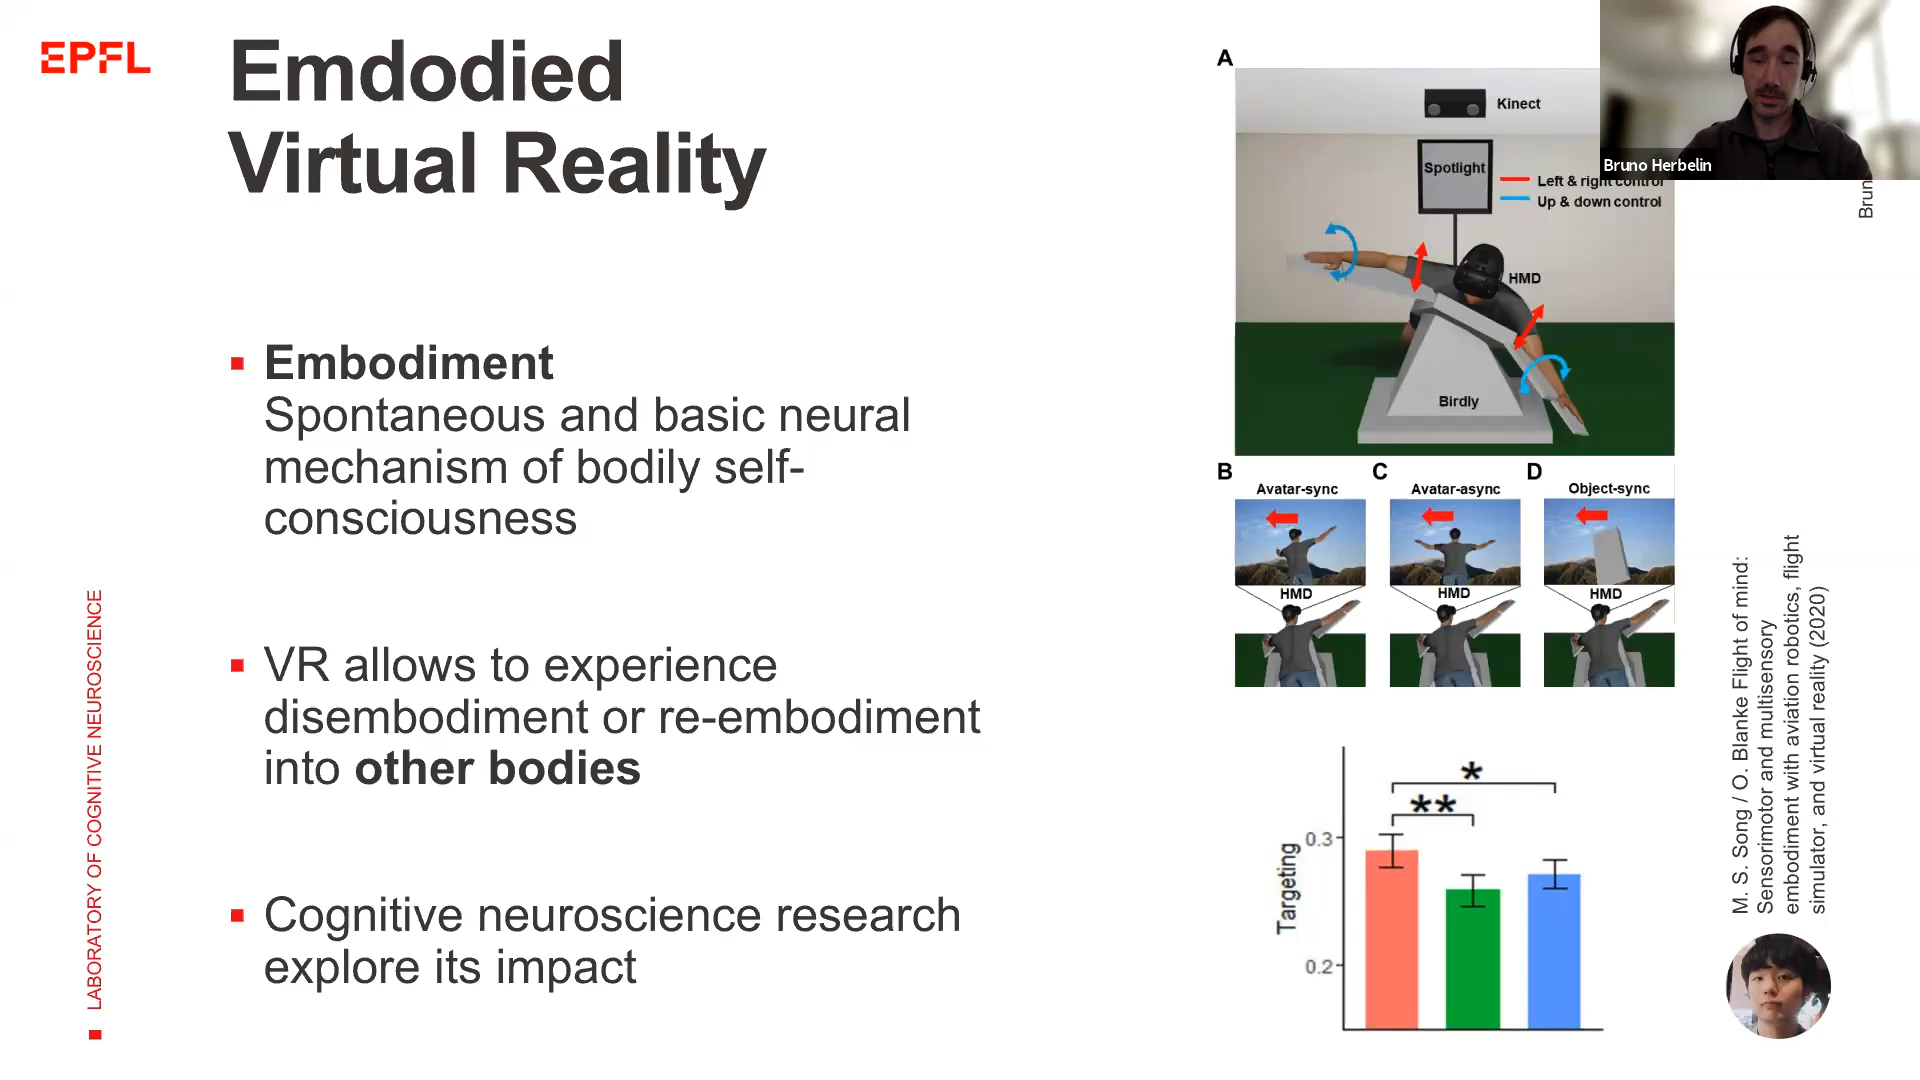 EPFL
Emdodied
Virtual Reality
▪ Embodiment
Spontaneous and basic neural
mechanism of bodily self-
consciousness
▪ VR allows to experience
disembodiment or re-embodiment
into other bodies
▪ Cognitive neuroscience research
explore its impact
LABORATORY OF COGNITIVE NEUROSCIENCE
A
Kinect
Spotlight
Left & right control
Up & down control
HMD
Birdly
B
C
D
Avatar-sync
Avatar-async
Object-sync
HMD
HMD
HMD
*
**
Targeting
0.3
0.2
Bruno Herbelin
M. S. Song / O. Blanke Flight of mind:
Sensorimotor and multisensory
embodiment with aviation robotics, flight
simulator, and virtual reality (2020)